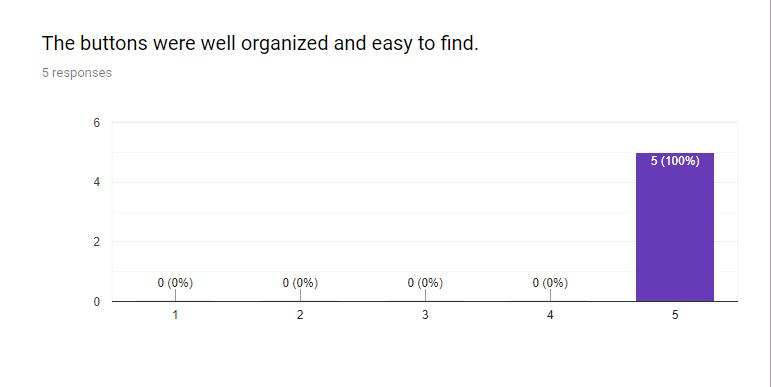 The buttons were well organized and easy to find.
5 responses
6
5 (100%)
4
2
0 (0%) 0 (0%) 0 (0%) 0 (0%)
0
1 2 3 4 5